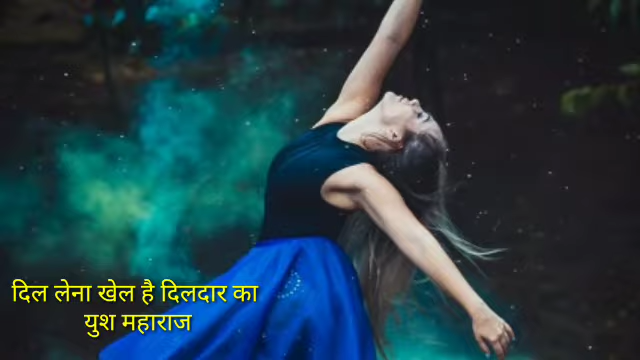 दिल लेना खेल है दिलदार का
युश महाराज